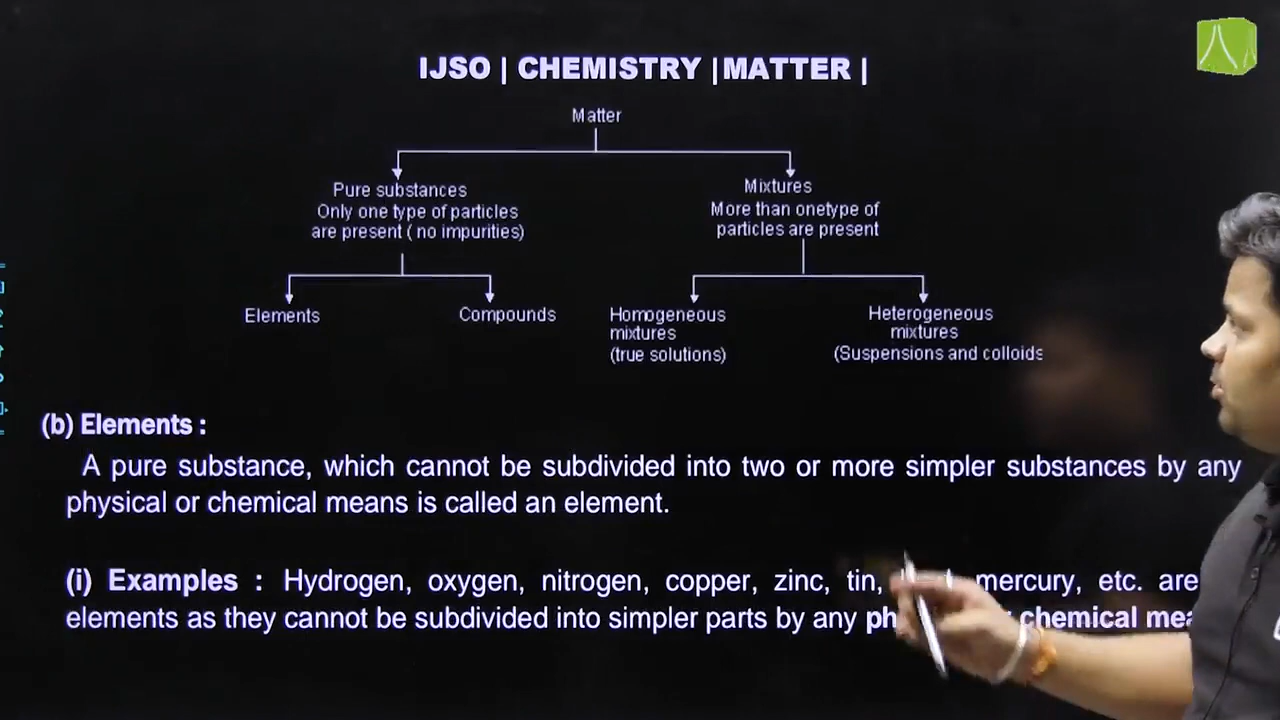 IJSO | CHEMISTRY |MATTER |
Matter
Pure substances
Only one type of particles
are present ( no impurities)
Mixtures
More than onetype of
particles are present
Elements
Compounds
Homogeneous
mixtures
(true solutions)
Heterogeneous
mixtures
(Suspensions and colloids
(b) Elements :
A pure substance, which cannot be subdivided into two or more simpler substances by any
physical or chemical means is called an element.
(i) Examples : Hydrogen, oxygen, nitrogen, copper, zinc, tin, mercury, etc. are
elements as they cannot be subdivided into simpler parts by any chemical